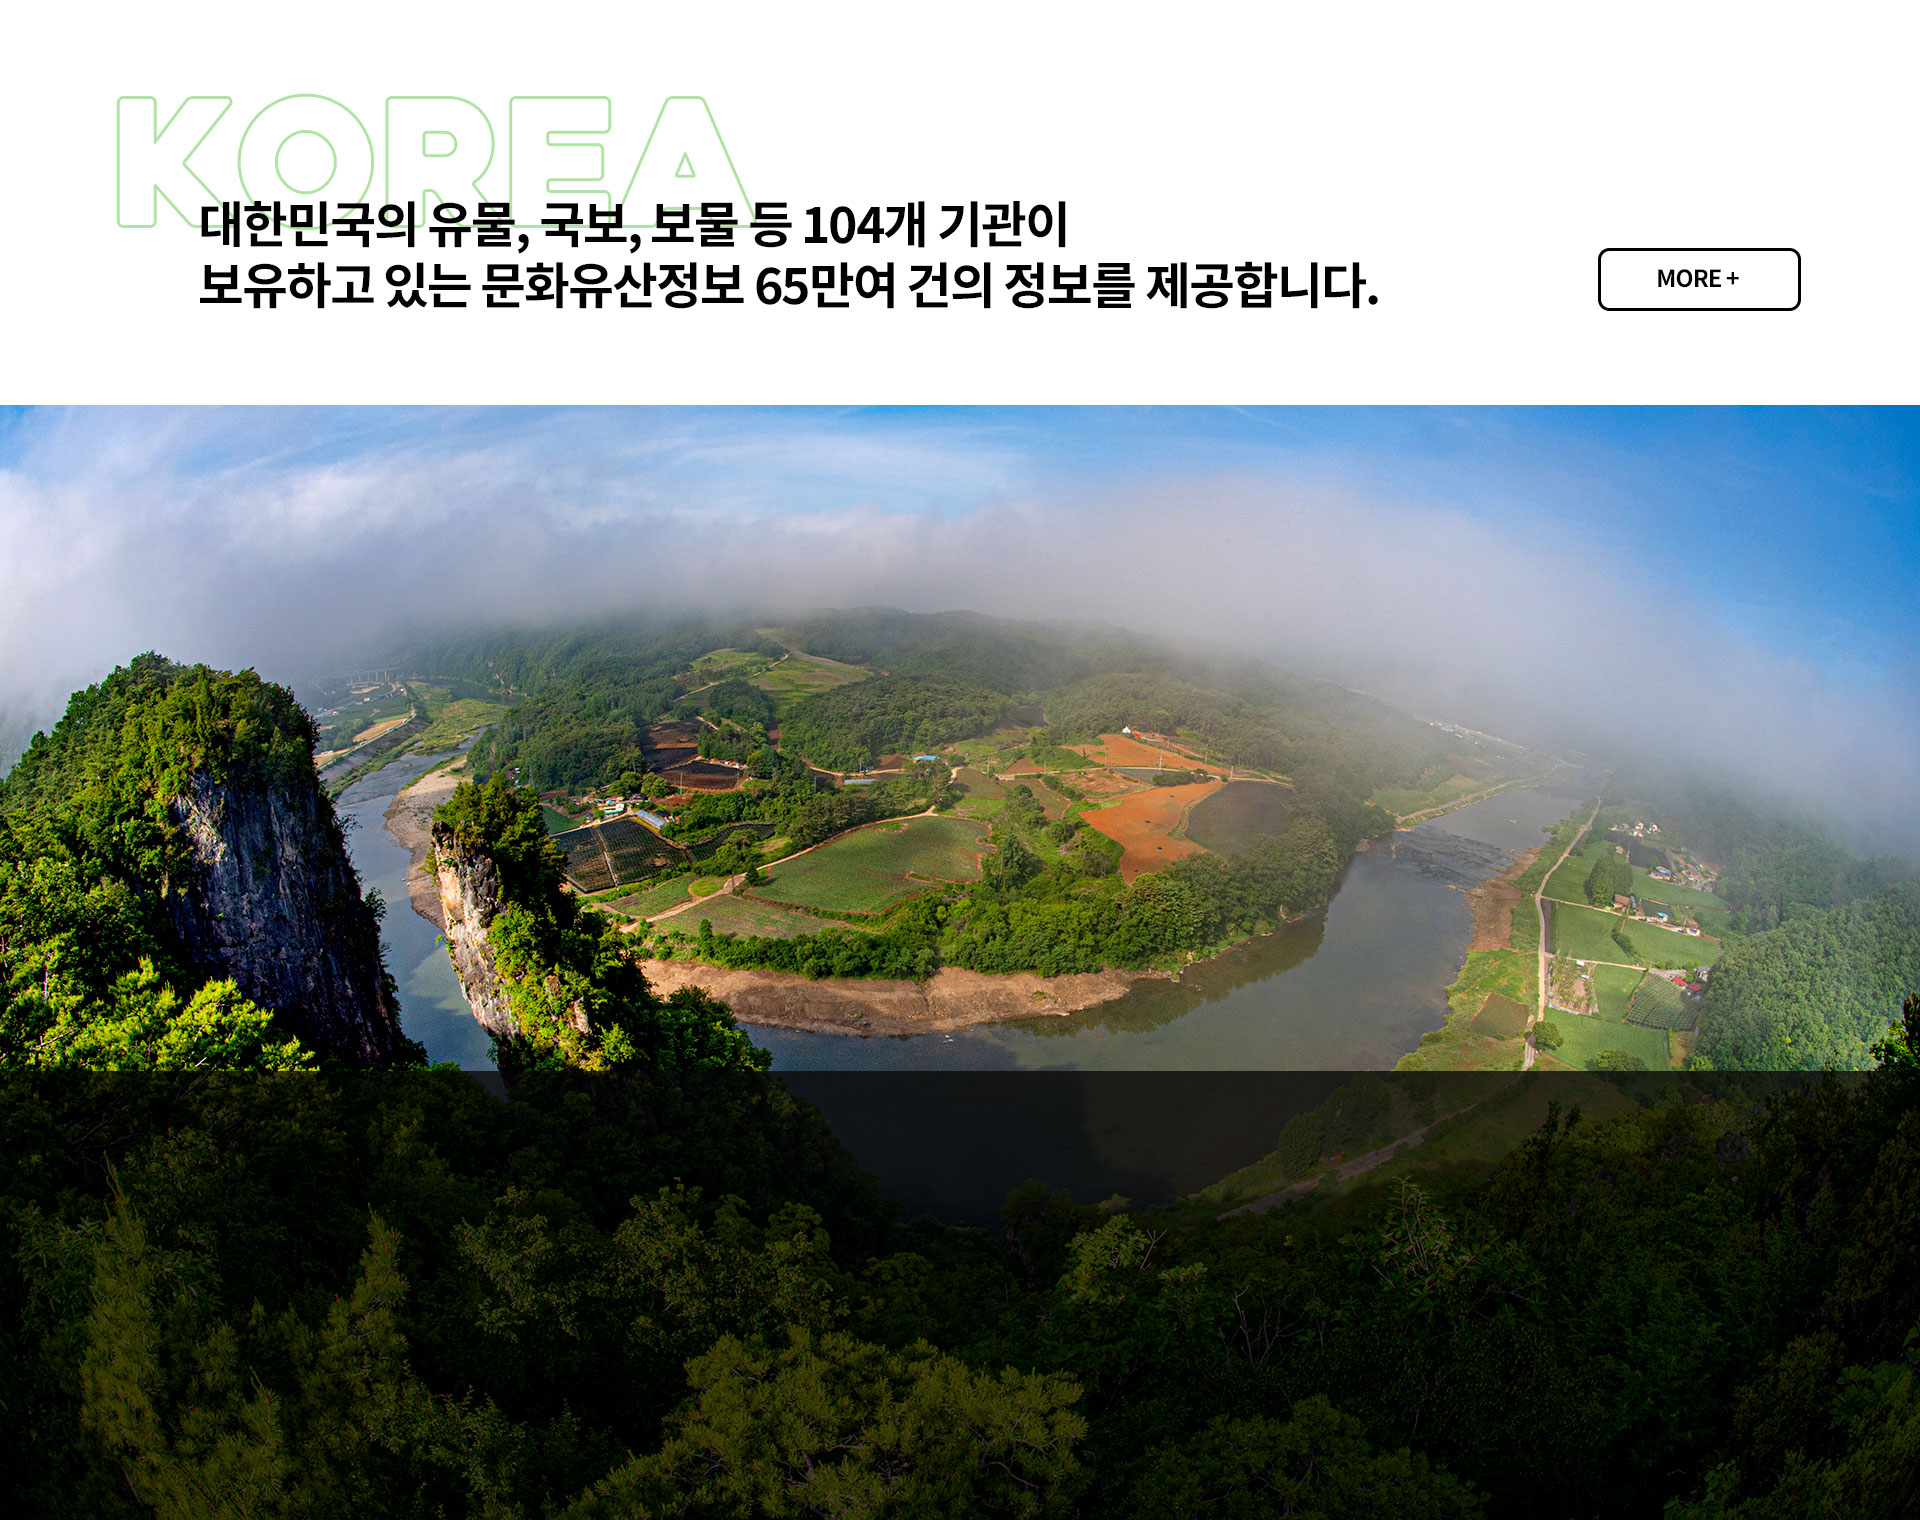 KOREA
대한민국의 유물, 국보, 보물 등 104개 기관이
보유하고 있는 문화유산정보 65만여 건의 정보를 제공합니다.
MORE +